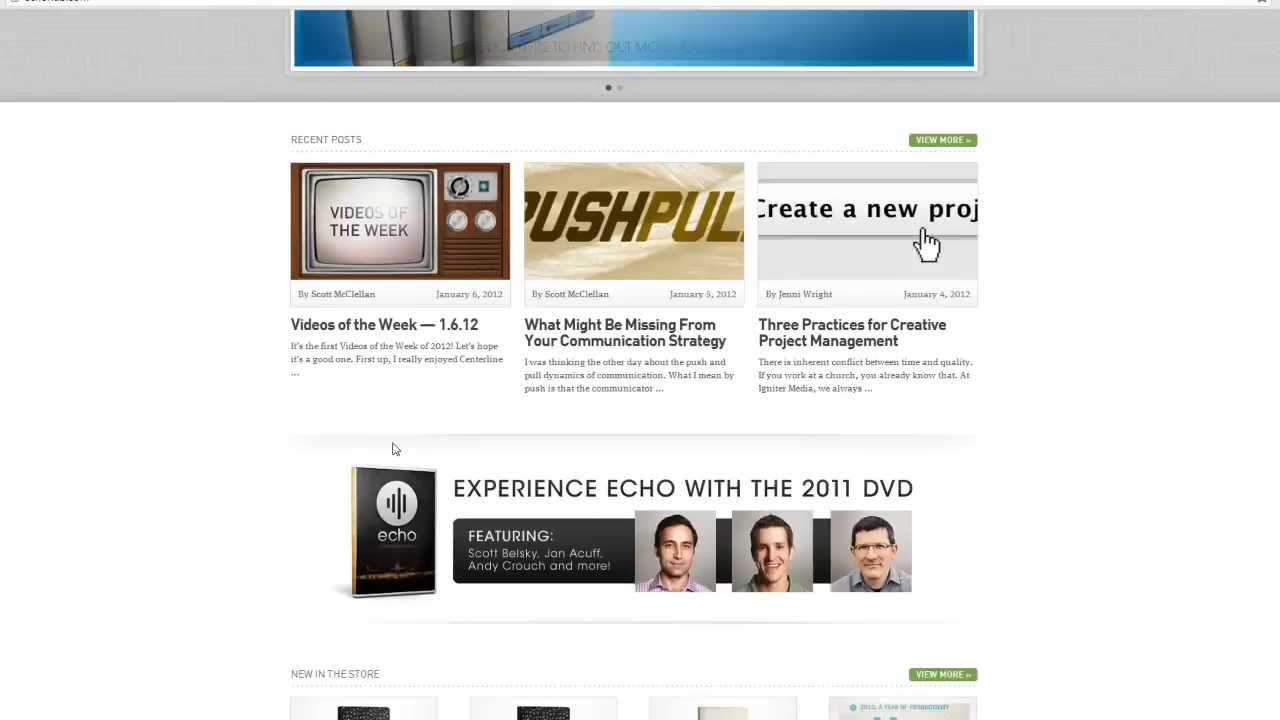 RECENT POSTS
VIEW MORE »
VIDEOS OF
THE WEEK
PUSHPULL
Create a new proj
By Scott McClellan
January 6, 2012
By Scott McClellan
January 5, 2012
By Jenni Wright
January 4, 2012
Videos of the Week — 1.6.12
It's the first Videos of the Week of 2012! Let's hope
it's a good one. First up, I really enjoyed Centerline
...
What Might Be Missing From
Your Communication Strategy
I was thinking the other day about the push and
pull dynamics of communication. What I mean by
push is that the communicator ...
Three Practices for Creative
Project Management
There is inherent conflict between time and quality.
If you work at a church, you already know that. At
Igniter Media, we always ...
echo
EXPERIENCE ECHO WITH THE 2011 DVD
FEATURING:
Scott Belsky, Jon Acuff,
Andy Crouch and more!
NEW IN THE STORE
VIEW MORE »
2012: A YEAR OF PRODUCTIVITY